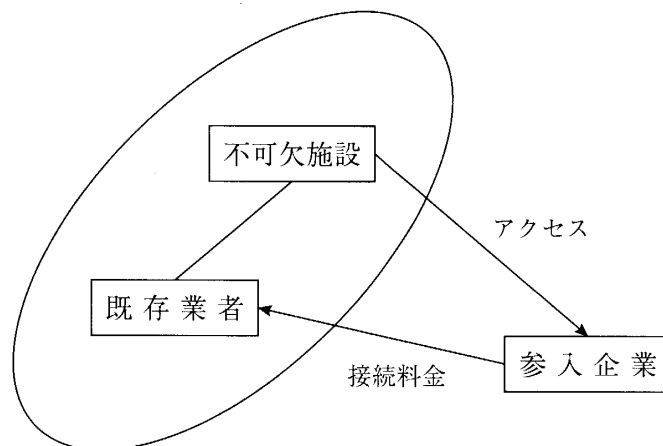 不可欠施設
アクセス
既存業者
接続料金
参入企業